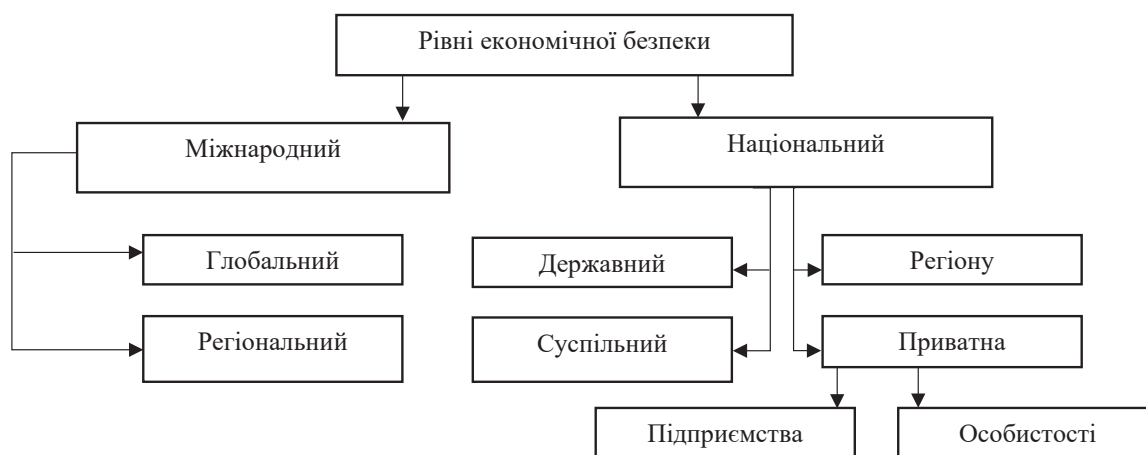 Рівні економічної безпеки
Міжнародний
Національний
Глобальний
Державний
Регіону
Регіональний
Суспільний
Приватна
Підприємства
Особистості